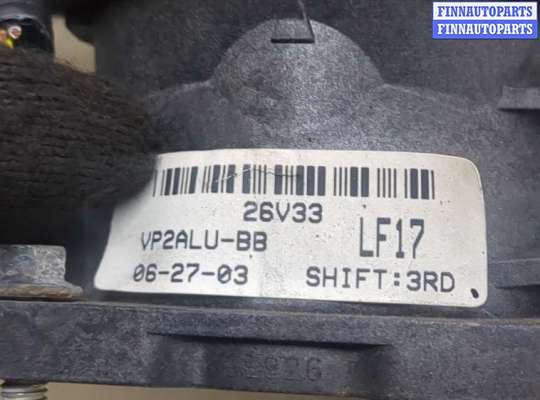 FINNAUTOPARTS
FINNAUTOPARTS
26V33
VP2ALU-BB LF17
06-27-03 SHIFT:3RD